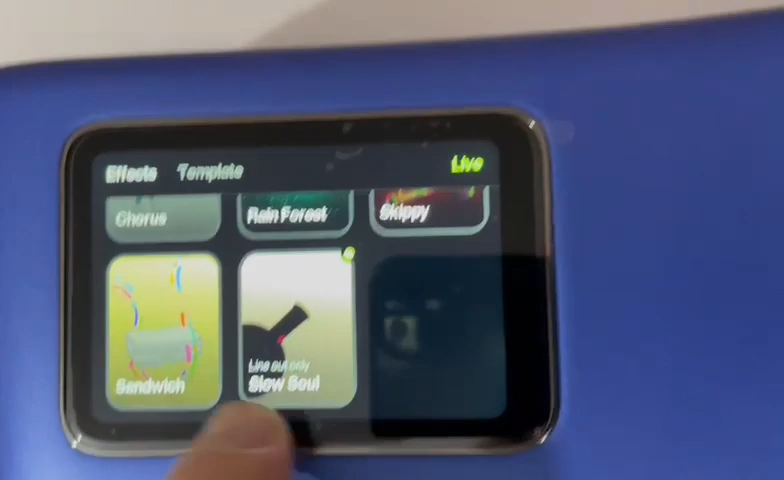 Effects Template Live
Chorus Rain Forest Skippy
Line out only
Sandwich Slow Soul